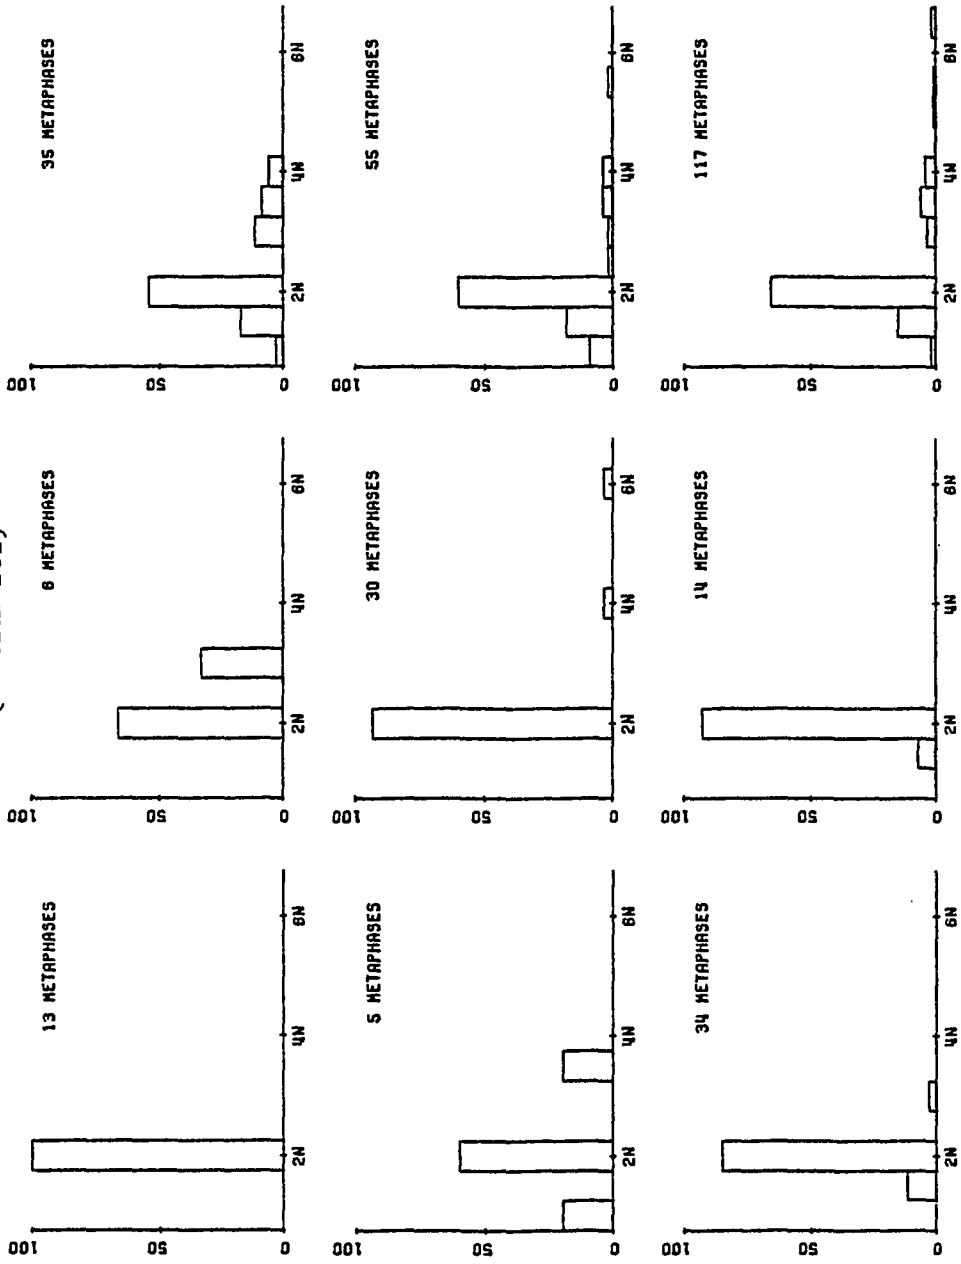 13 METAPHASES
100
50
0
2N
4N
6N
6 METAPHASES
100
50
0
2N
4N
6N
35 METAPHASES
100
50
0
2N
4N
6N
5 METAPHASES
100
50
0
2N
4N
6N
30 METAPHASES
100
50
0
2N
4N
6N
55 METAPHASES
100
50
0
2N
4N
6N
34 METAPHASES
100
50
0
2N
4N
6N
14 METAPHASES
100
50
0
2N
4N
6N
117 METAPHASES
100
50
0
2N
4N
6N